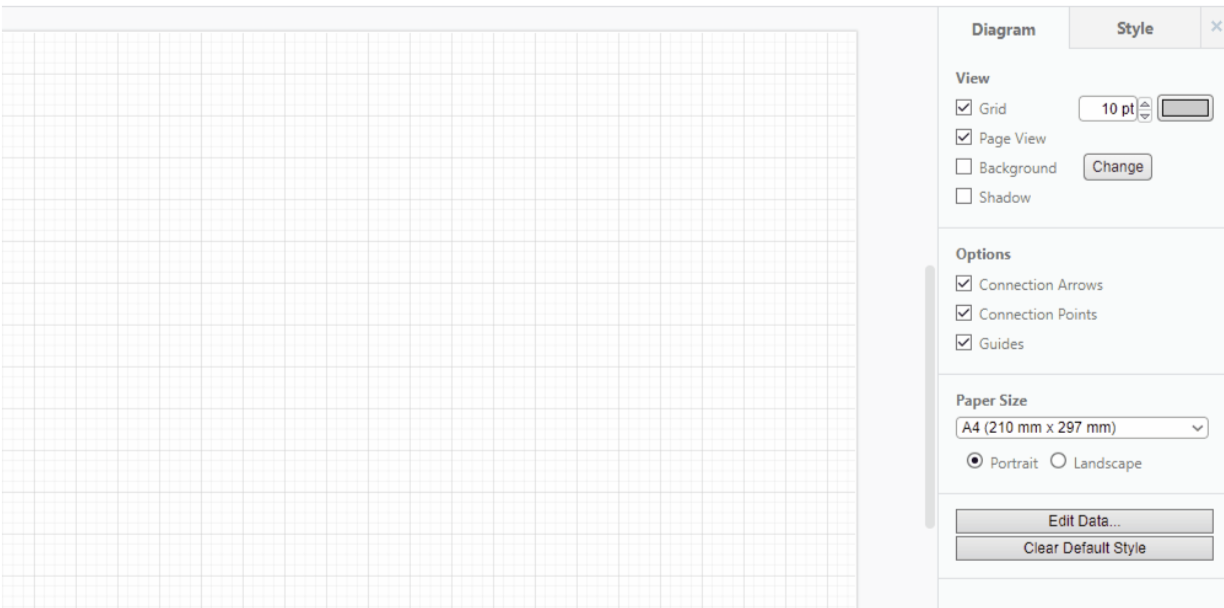 Diagram Style ×
View
Grid 10 pt
Page View
Background Change
Shadow
Options
Connection Arrows
Connection Points
Guides
Paper Size
A4 (210 mm x 297 mm)
Portrait Landscape
Edit Data...
Clear Default Style